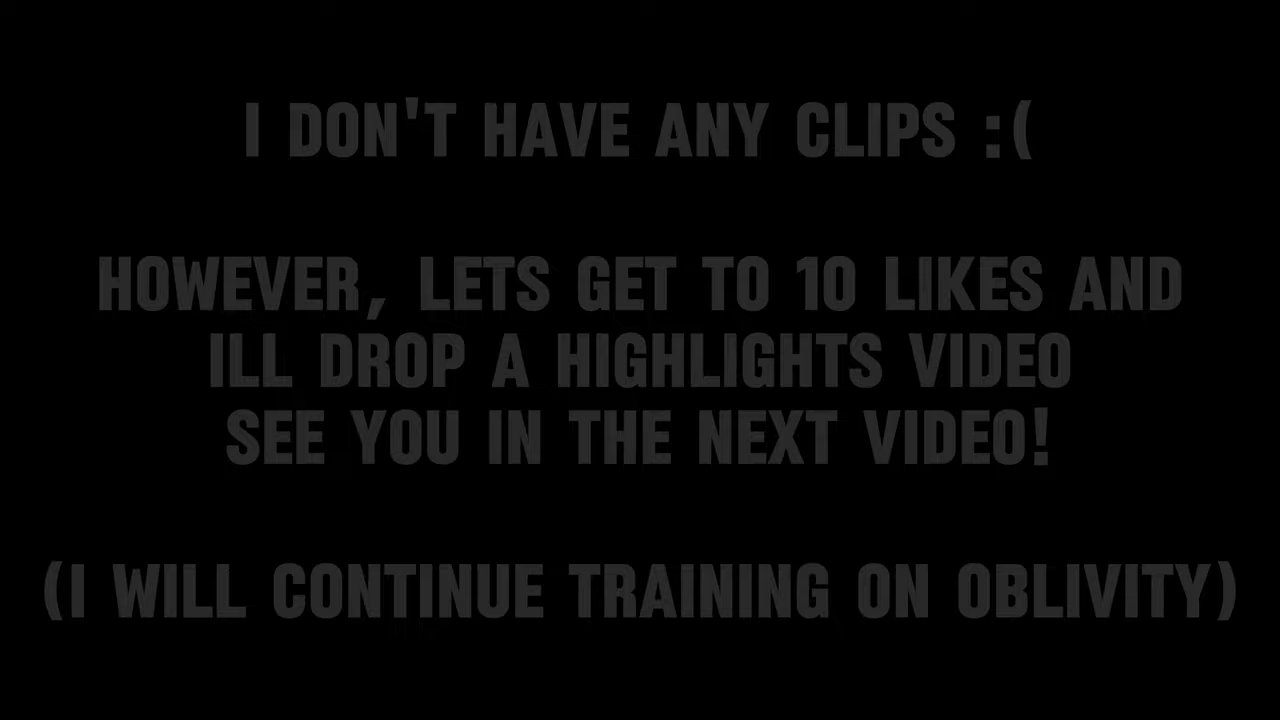 I DON'T HAVE ANY CLIPS :(
HOWEVER, LETS GET TO 10 LIKES AND
ILL DROP A HIGHLIGHTS VIDEO
SEE YOU IN THE NEXT VIDEO!
(I WILL CONTINUE TRAINING ON OBLIVITY)